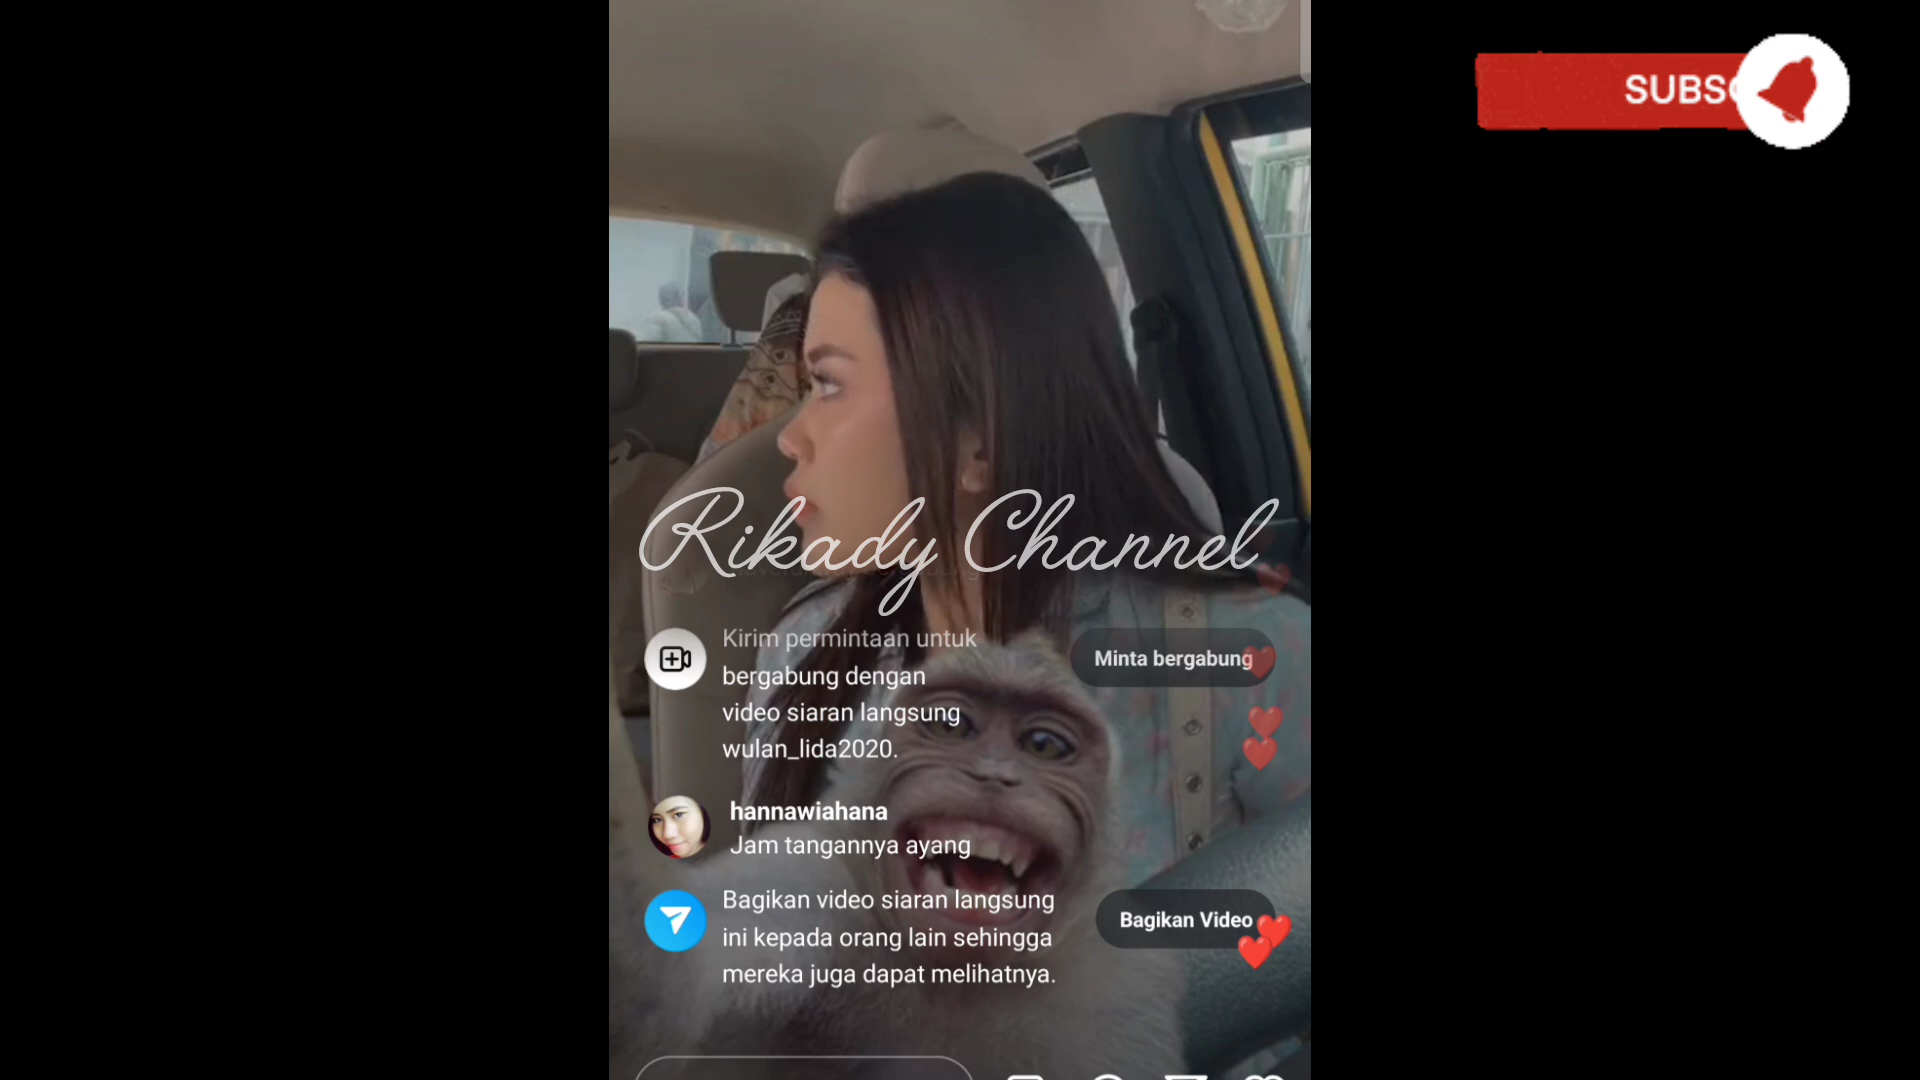 SUBSC
Rikady Channel
Kirim permintaan untuk
bergabung dengan
video siaran langsung
wulan_lida2020.
Minta bergabung
hannawiahana
Jam tangannya ayang
Bagikan video siaran langsung
ini kepada orang lain sehingga
mereka juga dapat melihatnya.
Bagikan Video